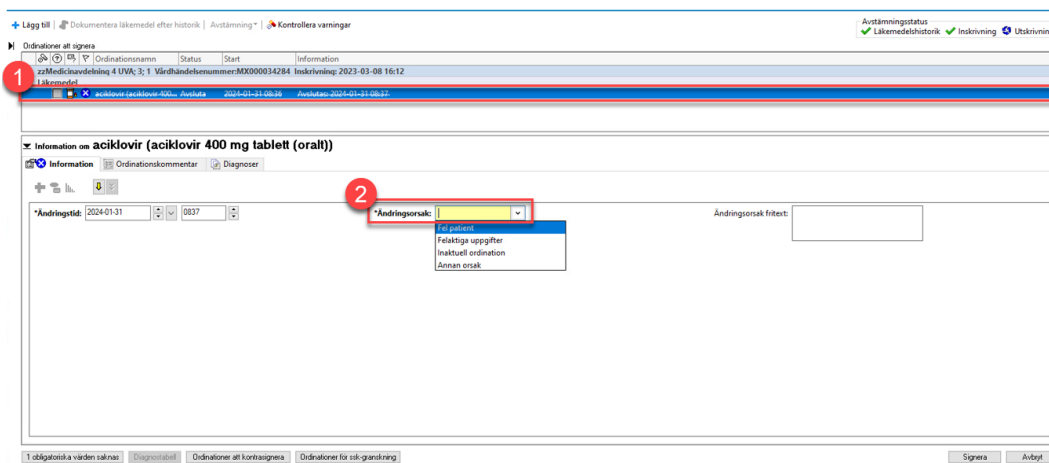 Lägg till | Dokumentera läkemedel efter historik | Avstämning | Kontrollera varningar
Avstämningsstatus
Läkemedelshistorik Inskrivning Utskrivnin
Ordinationer att signera
Ordinationsnamn Status Start Information
zzMedicinavdelning 4 UVA; 3; 1 Vårdhändelsenummer:MX000034284 Inskrivning: 2023-03-08 16:12
1
Läkemedel
aciklovir (aciklovir 400... Avsluta 2024-01-31 08:36 Avslutas: 2024-01-31 08:37
Information om aciklovir (aciklovir 400 mg tablett (oralt))
Information Ordinationskommentar Diagnoser
2
*Ändringstid: 2024-01-31 0837 *Ändringsorsak: Ändringsorsak fritext:
Fel patient
Felaktiga uppgifter
Inaktuell ordination
Annan orsak
1 obligatoriska värden saknas Diagnostabell Ordinationer att kontrasignera Ordinationer för ssk-granskning Signera Avbryt